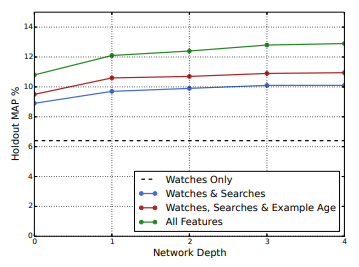 14
12
10
8
6
4
2
0
Holdout MAP %
Watches Only
Watches & Searches
Watches, Searches & Example Age
All Features
0 1 2 3 4
Network Depth